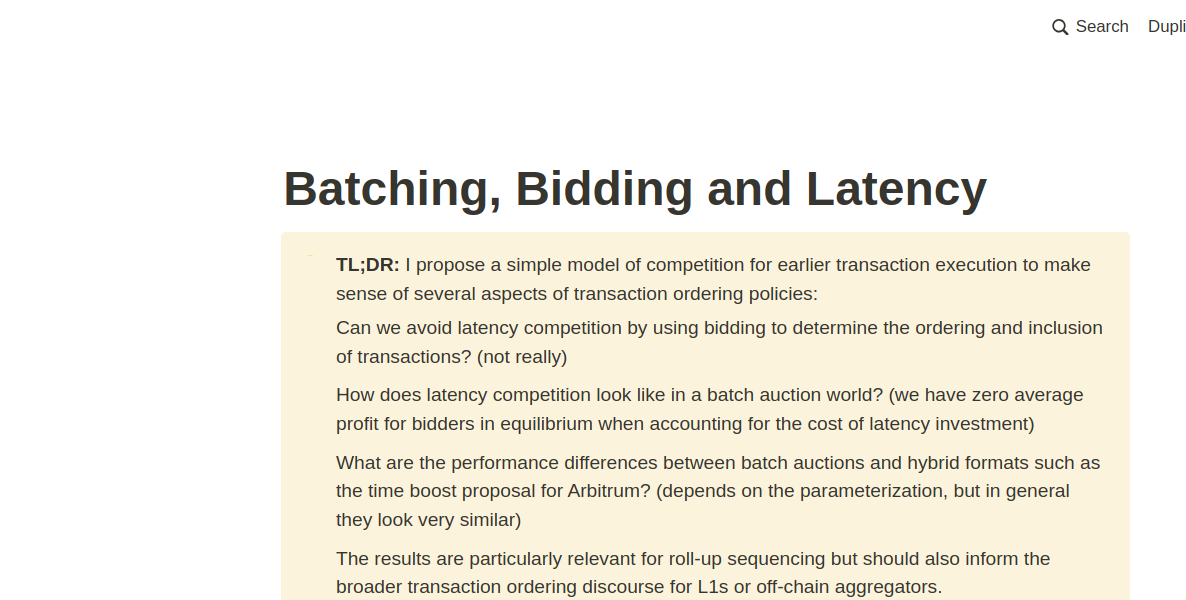 Search Dupli
Batching, Bidding and Latency
TL;DR: I propose a simple model of competition for earlier transaction execution to make
sense of several aspects of transaction ordering policies:
Can we avoid latency competition by using bidding to determine the ordering and inclusion
of transactions? (not really)
How does latency competition look like in a batch auction world? (we have zero average
profit for bidders in equilibrium when accounting for the cost of latency investment)
What are the performance differences between batch auctions and hybrid formats such as
the time boost proposal for Arbitrum? (depends on the parameterization, but in general
they look very similar)
The results are particularly relevant for roll-up sequencing but should also inform the
broader transaction ordering discourse for L1s or off-chain aggregators.